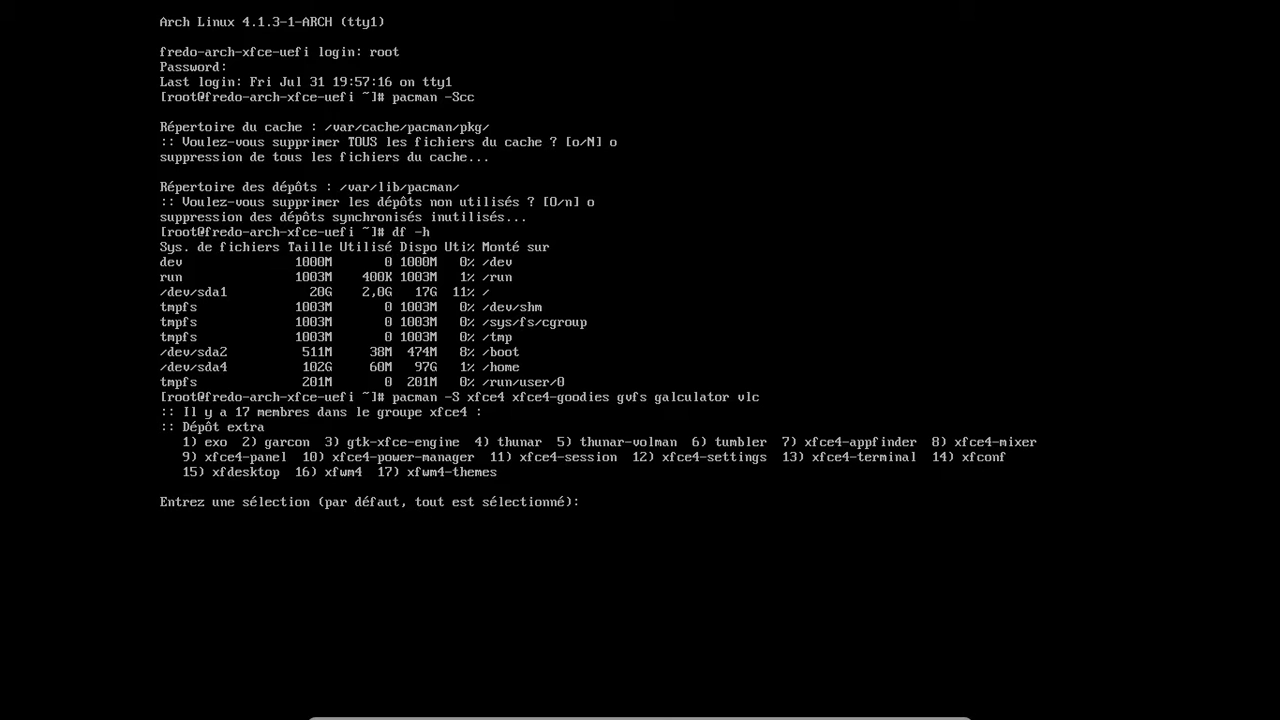 Arch Linux 4.1.3-1-ARCH (tty1)
fredo-arch-xfce-uefi login: root
Password:
Last login: Fri Jul 31 19:57:16 on tty1
[root@fredo-arch-xfce-uefi ~]# pacman -Scc
Répertoire du cache : /var/cache/pacman/pkg/
:: Voulez-vous supprimer TOUS les fichiers du cache ? [o/N] o
suppression de tous les fichiers du cache...
Répertoire des dépôts : /var/lib/pacman/
:: Voulez-vous supprimer les dépôts non utilisés ? [O/n] o
suppression des dépôts synchronisés inutilisés...
[root@fredo-arch-xfce-uefi ~]# df -h
Sys. de fichiers Taille Utilisé Dispo Uti% Monté sur
dev 1000M 0 1000M 0% /dev
run 1003M 400K 1003M 1% /run
/dev/sda1 20G 2,0G 17G 11% /
tmpfs 1003M 0 1003M 0% /dev/shm
tmpfs 1003M 0 1003M 0% /sys/fs/cgroup
tmpfs 1003M 0 1003M 0% /tmp
/dev/sda2 511M 38M 474M 8% /boot
/dev/sda4 102G 60M 97G 1% /home
tmpfs 201M 0 201M 0% /run/user/0
[root@fredo-arch-xfce-uefi ~]# pacman -S xfce4 xfce4-goodies gvfs galculator vlc
:: Il y a 17 membres dans le groupe xfce4 :
:: Dépôt extra
1) exo 2) garcon 3) gtk-xfce-engine 4) thunar 5) thunar-volman 6) tumbler 7) xfce4-appfinder 8) xfce4-mixer
9) xfce4-panel 10) xfce4-power-manager 11) xfce4-session 12) xfce4-settings 13) xfce4-terminal 14) xfconf
15) xfdesktop 16) xfwm4 17) xfwm4-themes
Entrez une sélection (par défaut, tout est sélectionné):